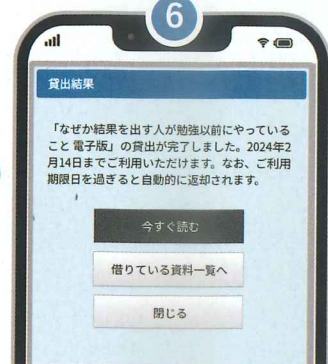 6
貸出結果
「なぜか結果を出す人が勉強以前にやっている
こと 電子版」の貸出が完了しました。2024年2
月14日までご利用いただけます。なお、ご利用
期限日を過ぎると自動的に返却されます。
今すぐ読む
借りている資料一覧へ
閉じる